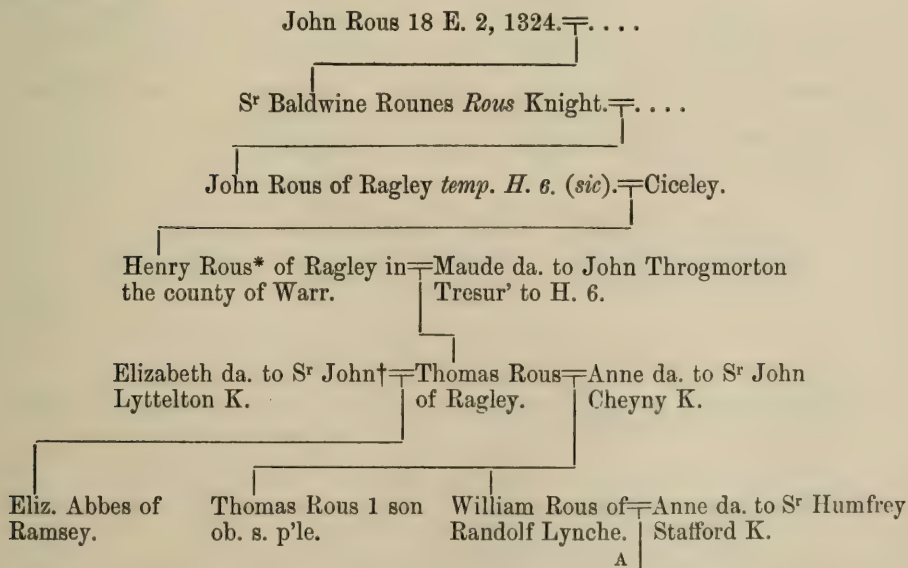 John Rous 18 E. 2, 1324.=. . . .
Sʳ Baldwine Rounes Rous Knight.=. . . .
John Rous of Ragley temp. H. 6. (sic).=Ciceley.
Henry Rous* of Ragley in=Maude da. to John Throgmorton
the county of Warr. Tresur' to H. 6.
Elizabeth da. to Sʳ John†=Thomas Rous=Anne da. to Sʳ John
Lyttelton K. of Ragley. Cheyny K.
Eliz. Abbes of Thomas Rous 1 son William Rous of=Anne da. to Sʳ Humfrey
Ramsey. ob. s. p'le. Randolf Lynche. Stafford K.
A